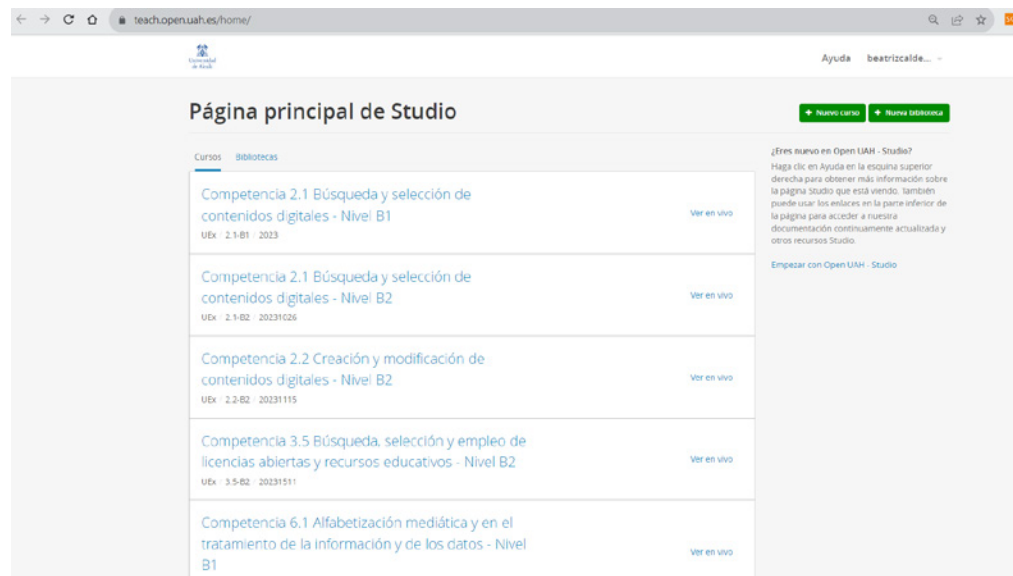 teach.open.uah.es/home/
Universidad
de Alcalá
Ayuda beatrizcalde...
Página principal de Studio
+ Nuevo curso + Nueva biblioteca
Cursos Bibliotecas
Competencia 2.1 Búsqueda y selección de
contenidos digitales - Nivel B1
UEx / 2.1-B1 / 2023
Ver en vivo
Competencia 2.1 Búsqueda y selección de
contenidos digitales - Nivel B2
UEx / 2.1-B2 / 20231026
Ver en vivo
Competencia 2.2 Creación y modificación de
contenidos digitales - Nivel B2
UEx / 2.2-B2 / 20231115
Ver en vivo
Competencia 3.5 Búsqueda, selección y empleo de
licencias abiertas y recursos educativos - Nivel B2
UEx / 3.5-B2 / 20231511
Ver en vivo
Competencia 6.1 Alfabetización mediática y en el
tratamiento de la información y de los datos - Nivel
B1
Ver en vivo
¿Eres nuevo en Open UAH - Studio?
Haga clic en Ayuda en la esquina superior
derecha para obtener más información sobre
la página Studio que está viendo. También
puede usar los enlaces en la parte inferior de
la página para acceder a nuestra
documentación continuamente actualizada y
otros recursos Studio.
Empezar con Open UAH - Studio